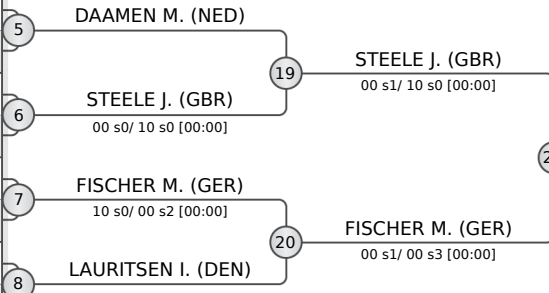 DAAMEN M. (NED)
5
STEELE J. (GBR)
19
00 s1/ 10 s0 [00:00]
STEELE J. (GBR)
6
00 s0/ 10 s0 [00:00]
FISCHER M. (GER)
7
10 s0/ 00 s2 [00:00]
FISCHER M. (GER)
20
00 s1/ 00 s3 [00:00]
LAURITSEN I. (DEN)
8